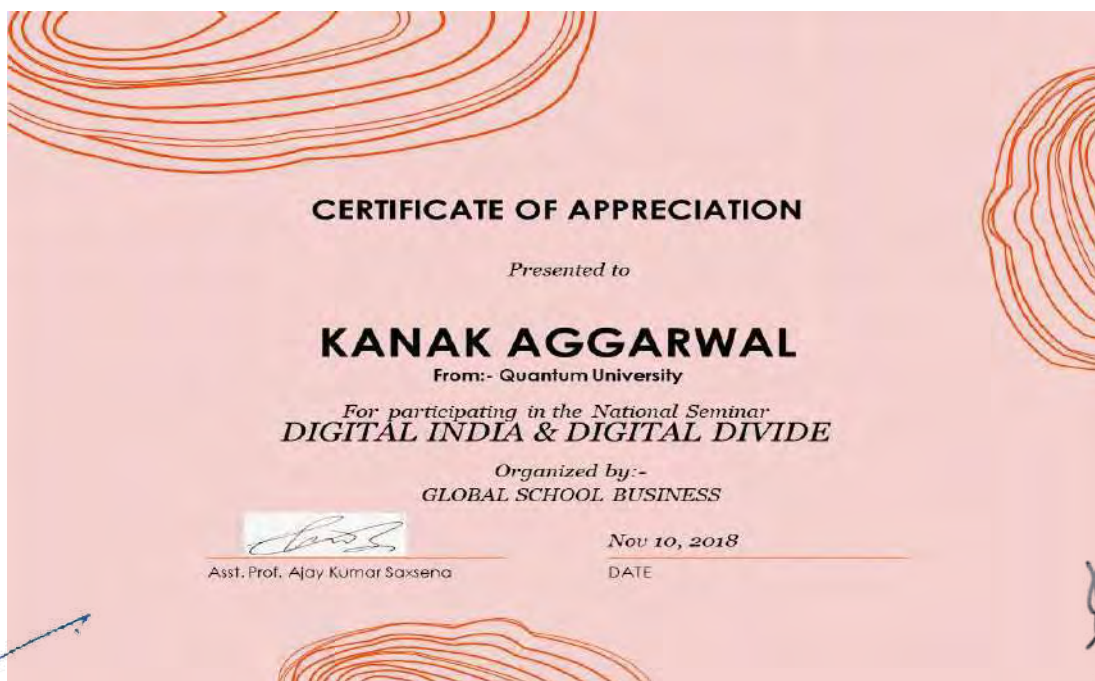 CERTIFICATE OF APPRECIATION
Presented to
KANAK AGGARWAL
From:- Quantum University
For participating in the National Seminar
DIGITAL INDIA & DIGITAL DIVIDE
Organized by:-
GLOBAL SCHOOL BUSINESS
Nov 10, 2018
Asst. Prof. Ajay Kumar Saxsena
DATE